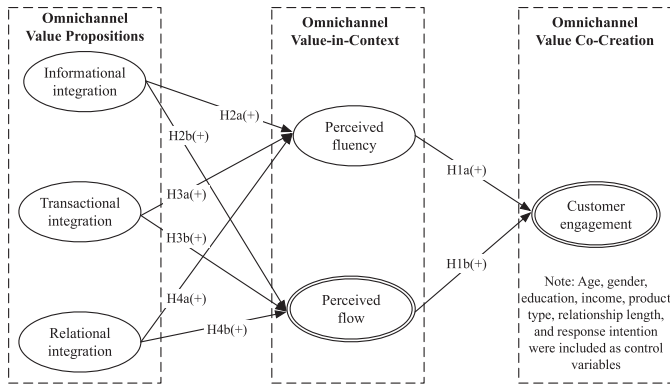 Omnichannel
Value Propositions
Informational
integration
Transactional
integration
Relational
integration
H2a(+)
H2b(+)
H3a(+)
H3b(+)
H4a(+)
H4b(+)
Omnichannel
Value-in-Context
Perceived
fluency
Perceived
flow
H1a(+)
H1b(+)
Omnichannel
Value Co-Creation
Customer
engagement
Note: Age, gender,
education, income, product
type, relationship length,
and response intention
were included as control
variables